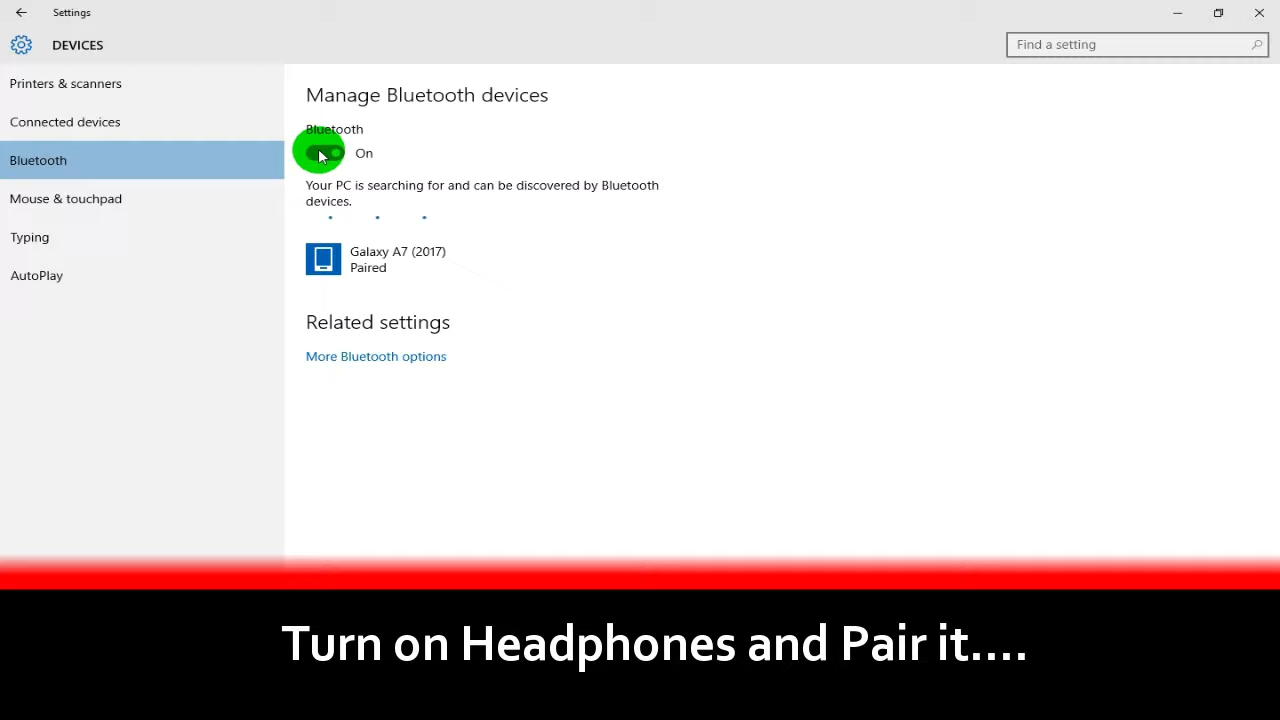 Settings
DEVICES
Find a setting
Printers & scanners
Connected devices
Bluetooth
Mouse & touchpad
Typing
AutoPlay
Manage Bluetooth devices
Bluetooth
On
Your PC is searching for and can be discovered by Bluetooth
devices.
Galaxy A7 (2017)
Paired
Related settings
More Bluetooth options
Turn on Headphones and Pair it....